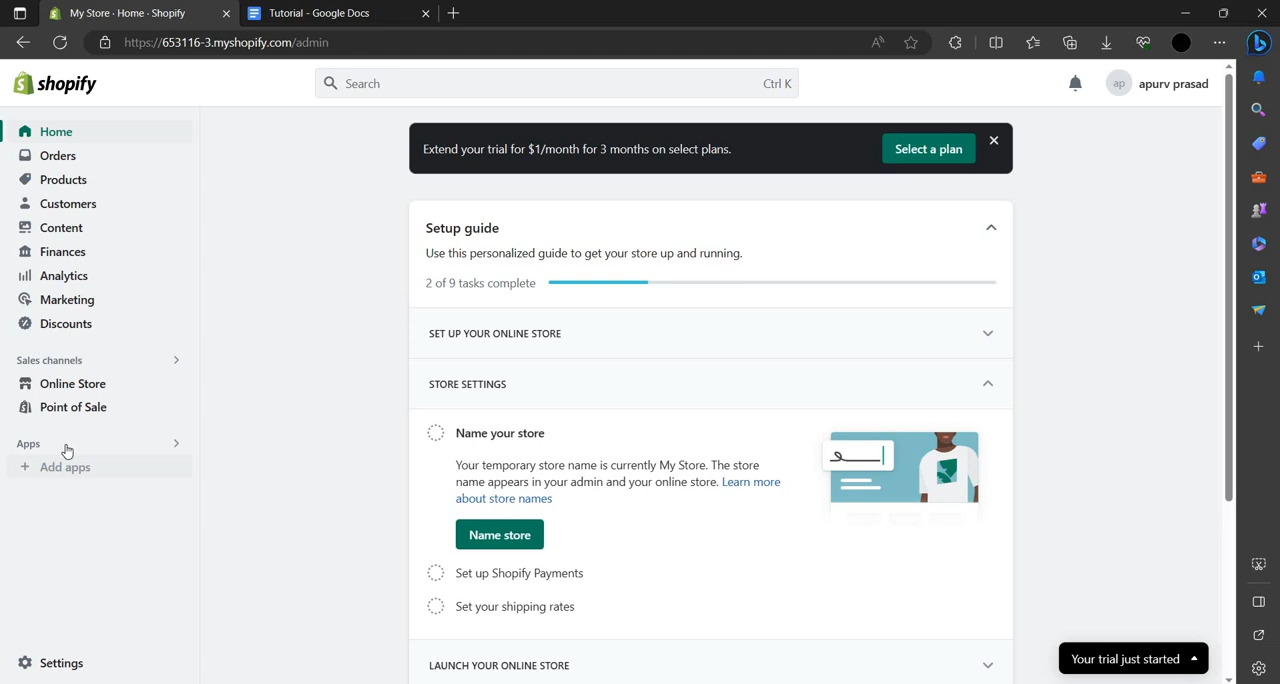 My Store · Home · Shopify
Tutorial - Google Docs
https://653116-3.myshopify.com/admin
shopify
Search
Ctrl K
ap
apurv prasad
Home
Orders
Products
Customers
Content
Finances
Analytics
Marketing
Discounts
Sales channels
Online Store
Point of Sale
Apps
Add apps
Settings
Extend your trial for $1/month for 3 months on select plans.
Select a plan
Setup guide
Use this personalized guide to get your store up and running.
2 of 9 tasks complete
SET UP YOUR ONLINE STORE
STORE SETTINGS
Name your store
Your temporary store name is currently My Store. The store
name appears in your admin and your online store. Learn more
about store names
Name store
Set up Shopify Payments
Set your shipping rates
LAUNCH YOUR ONLINE STORE
Your trial just started